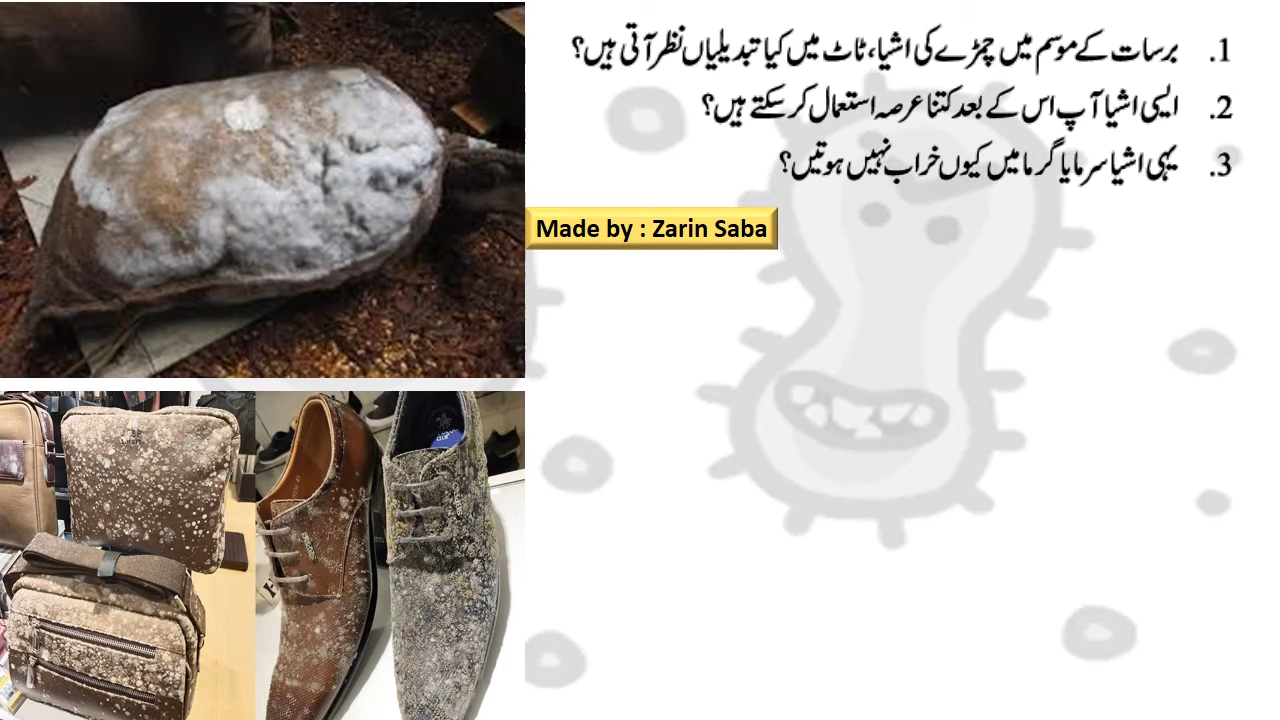 1. برسات کے موسم میں چمڑے کی اشیا، ٹاٹ میں کیا تبدیلیاں نظر آتی ہیں؟
2. ایسی اشیا آپ اس کے بعد کتنا عرصہ استعمال کرسکتے ہیں؟
3. یہی اشیا سرما یا گرما میں کیوں خراب نہیں ہوتیں؟
Made by : Zarin Saba